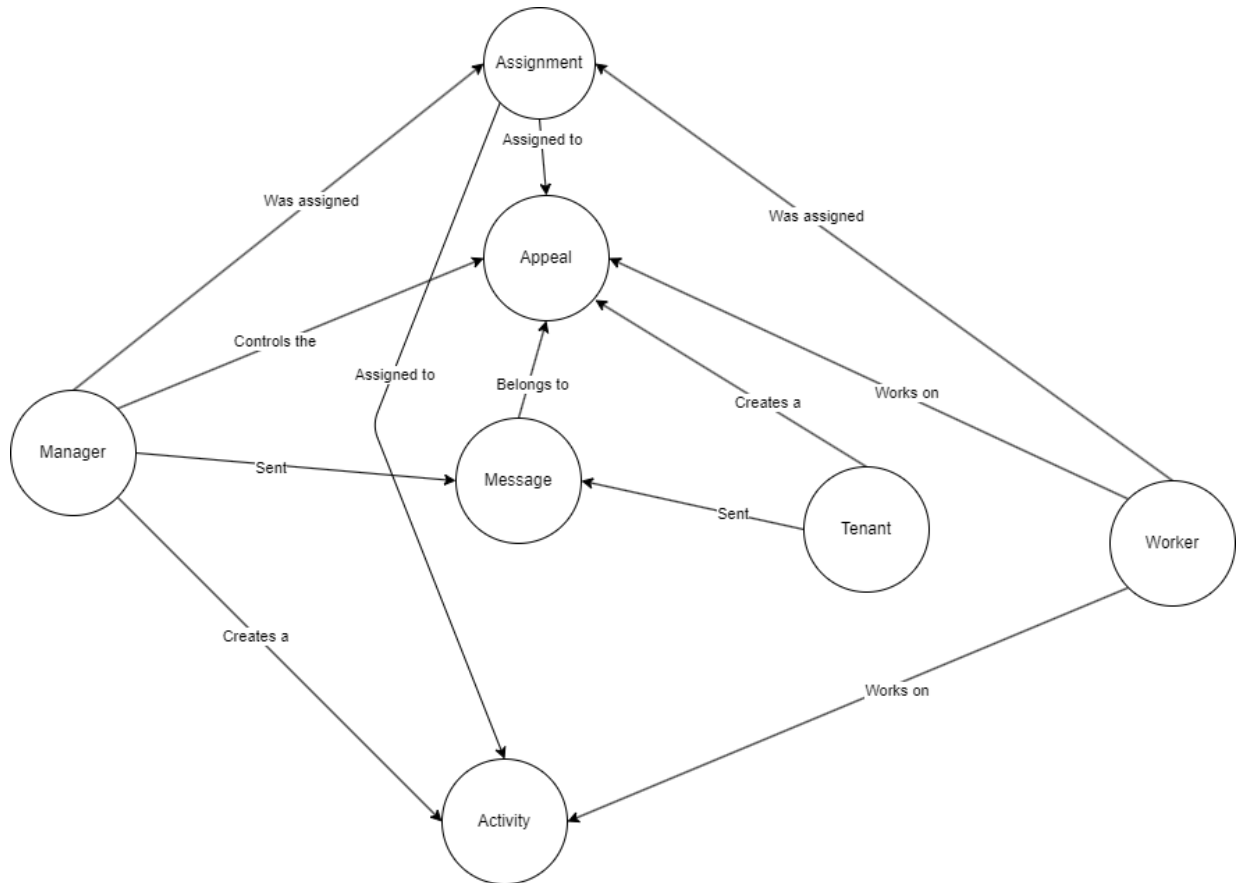 Assignment
Assigned to
Was assigned
Was assigned
Appeal
Controls the
Assigned to
Belongs to
Works on
Creates a
Manager
Sent
Message
Sent
Tenant
Worker
Creates a
Works on
Activity